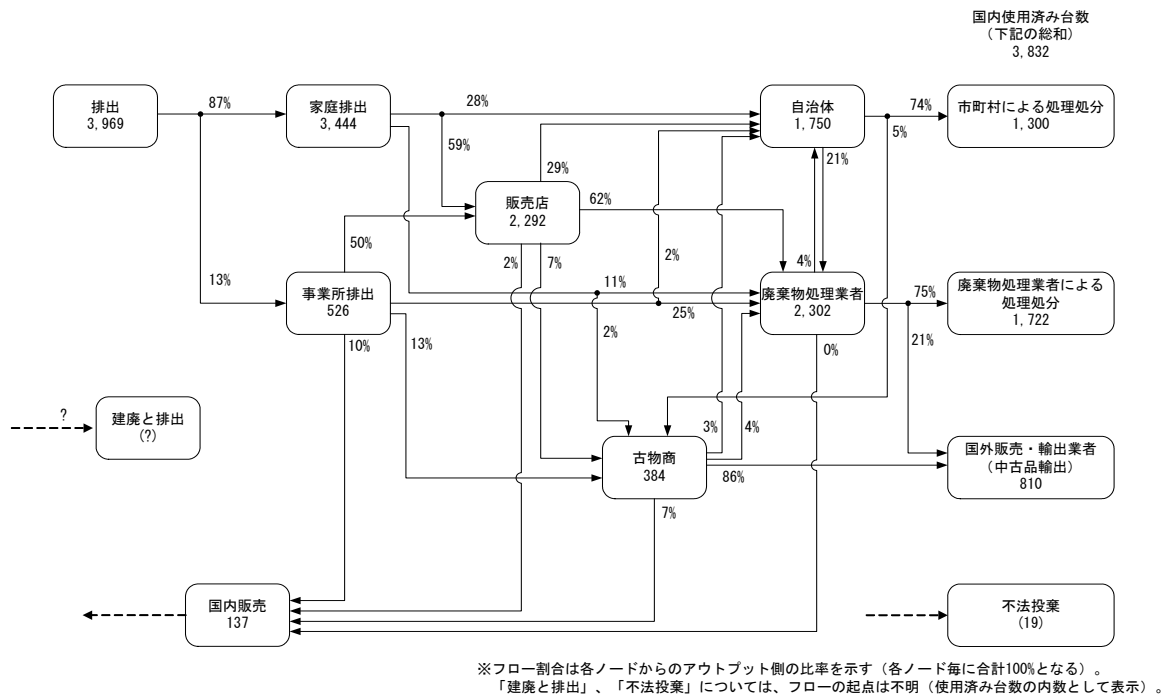 国内使用済み台数
(下記の総和)
3,832
排出
3,969
87%
家庭排出
3,444
28%
自治体
1,750
74%
5%
市町村による処理処分
1,300
59%
29%
21%
販売店
2,292
62%
50%
2%
7%
2%
4%
13%
事業所排出
526
11%
25%
廃棄物処理業者
2,302
75%
廃棄物処理業者による
処理処分
1,722
10%
13%
2%
0%
21%
?
建廃と排出
(?)
3%
4%
古物商
384
86%
国外販売・輸出業者
(中古品輸出)
810
7%
国内販売
137
不法投棄
(19)
※フロー割合は各ノードからのアウトプット側の比率を示す(各ノード毎に合計100%となる)。
「建廃と排出」、「不法投棄」については、フローの起点は不明(使用済み台数の内数として表示)。